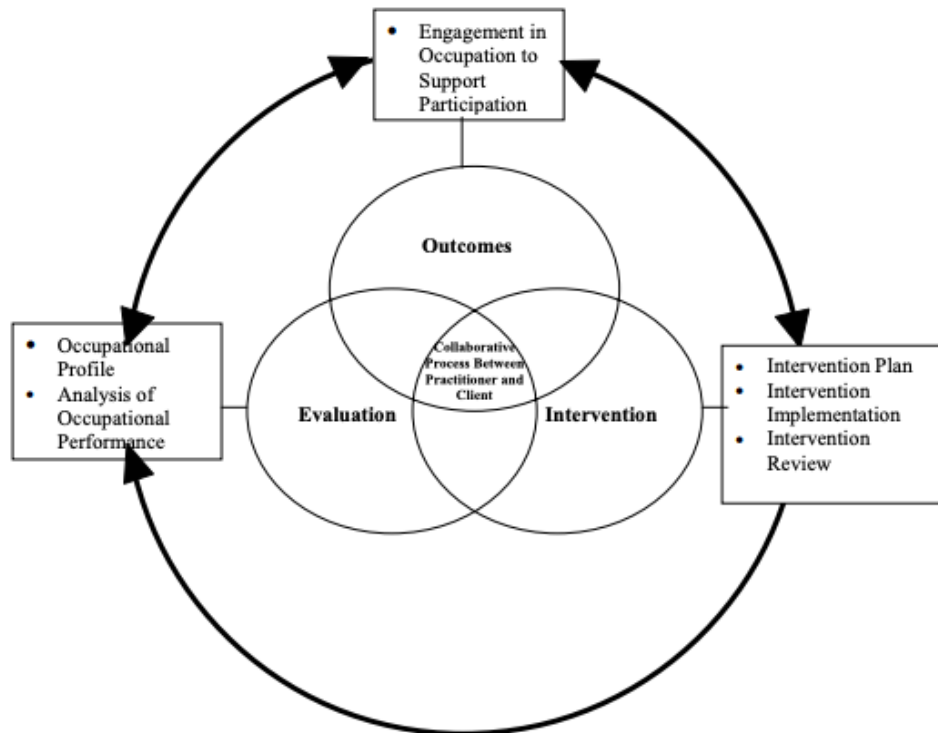 • Engagement in
Occupation to
Support
Participation
Outcomes
• Occupational
Profile
• Analysis of
Occupational
Performance
Evaluation
Collaborative
Process Between
Practitioner and
Client
Intervention
• Intervention Plan
• Intervention
Implementation
• Intervention
Review